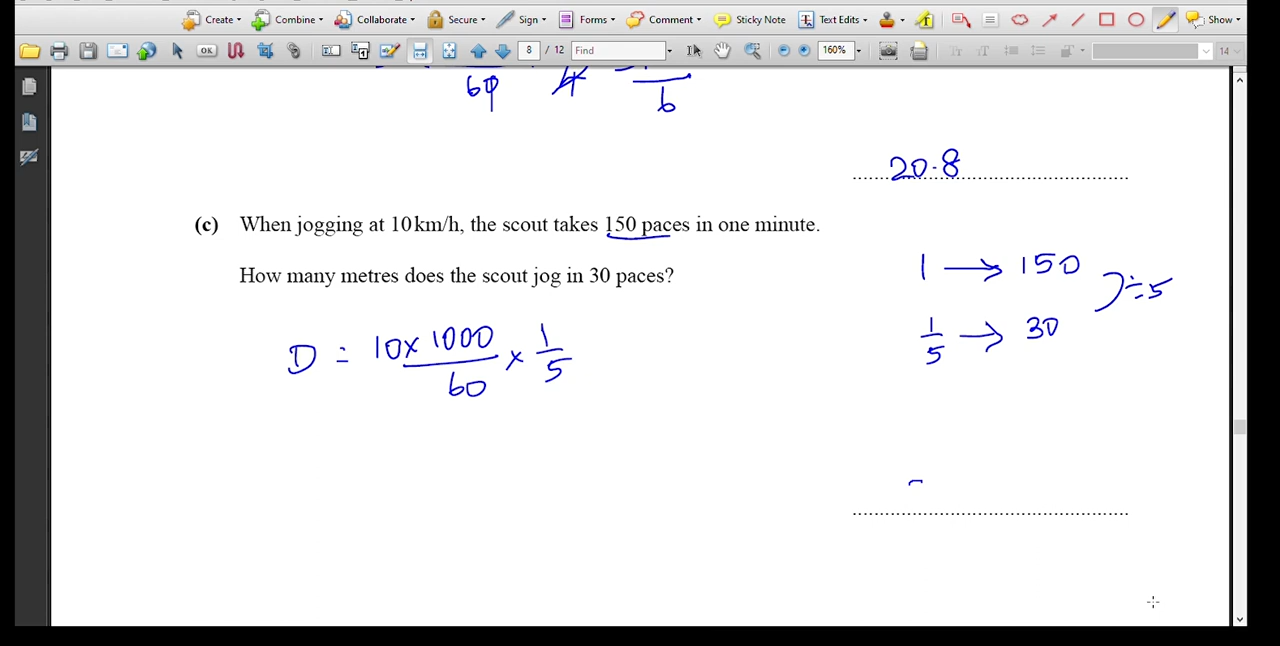 Create Combine Collaborate Secure Sign Forms Comment Sticky Note Text Edits Show
OK 8 / 12 Find 160% 14
60 4 6
20.8
(c) When jogging at 10 km/h, the scout takes 150 paces in one minute.
How many metres does the scout jog in 30 paces?
1 → 150
÷5
1/5 → 30
D = 10 x 1000 / 60 x 1/5